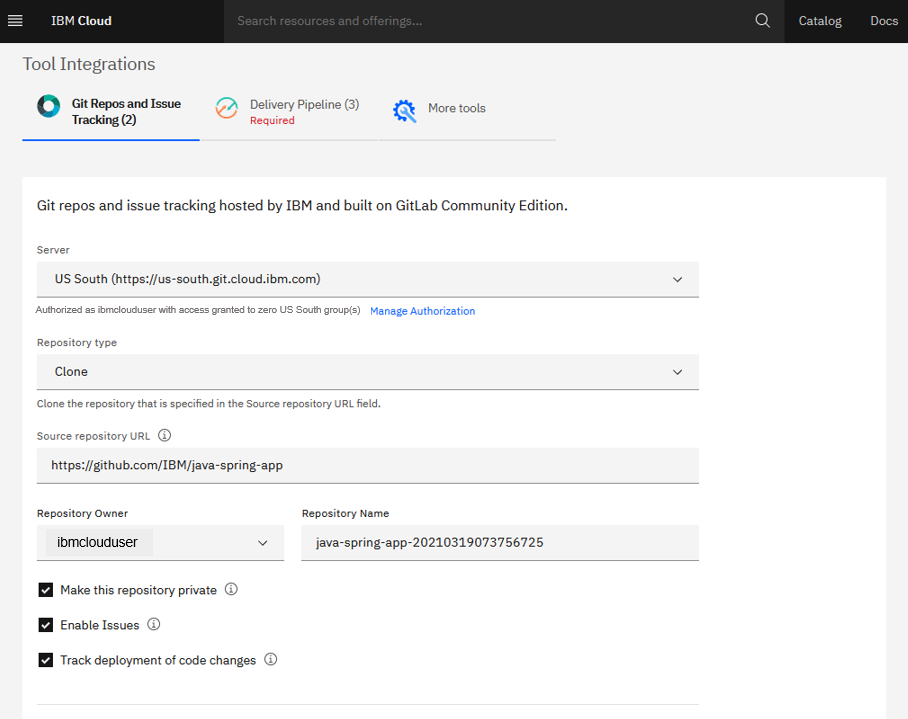 IBM Cloud
Search resources and offerings...
Catalog
Docs
Tool Integrations
Git Repos and Issue
Tracking (2)
Delivery Pipeline (3)
Required
More tools
Git repos and issue tracking hosted by IBM and built on GitLab Community Edition.
Server
US South (https://us-south.git.cloud.ibm.com)
Authorized as ibmclouduser with access granted to zero US South group(s) Manage Authorization
Repository type
Clone
Clone the repository that is specified in the Source repository URL field.
Source repository URL
https://github.com/IBM/java-spring-app
Repository Owner
ibmclouduser
Repository Name
java-spring-app-20210319073756725
Make this repository private
Enable Issues
Track deployment of code changes